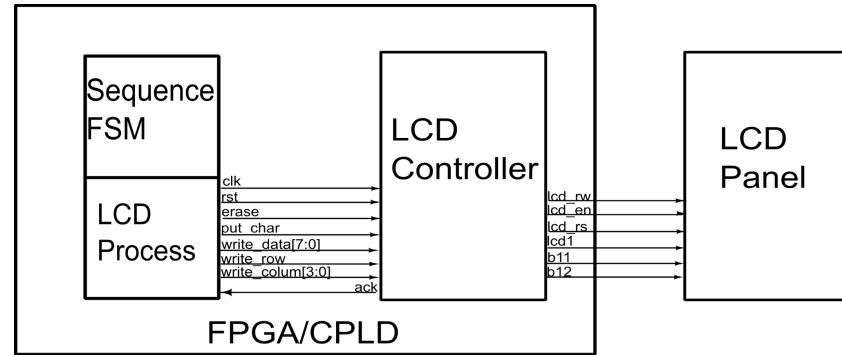 Sequence
FSM
LCD
Process
clk
rst
erase
put_char
write_data[7:0]
write_row
write_colum[3:0]
ack
LCD
Controller
lcd_rw
lcd_en
lcd_rs
lcd1
b11
b12
LCD
Panel
FPGA/CPLD